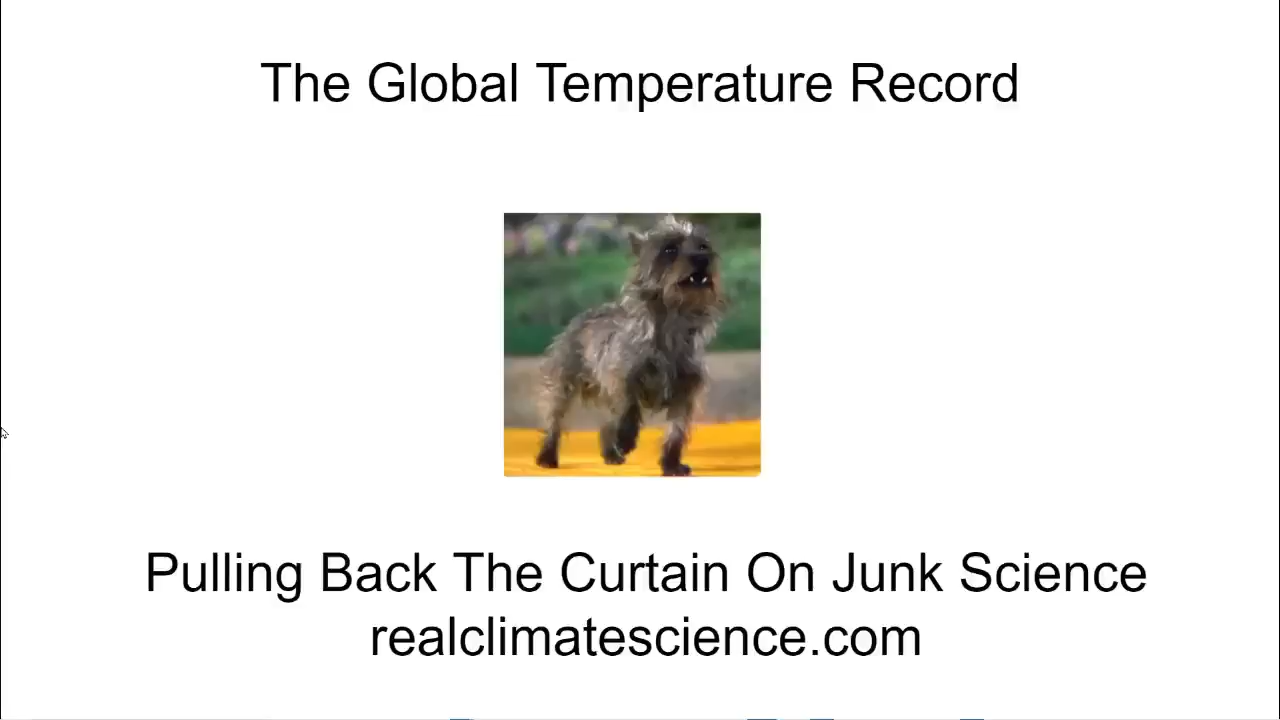 The Global Temperature Record
Pulling Back The Curtain On Junk Science
realclimatescience.com